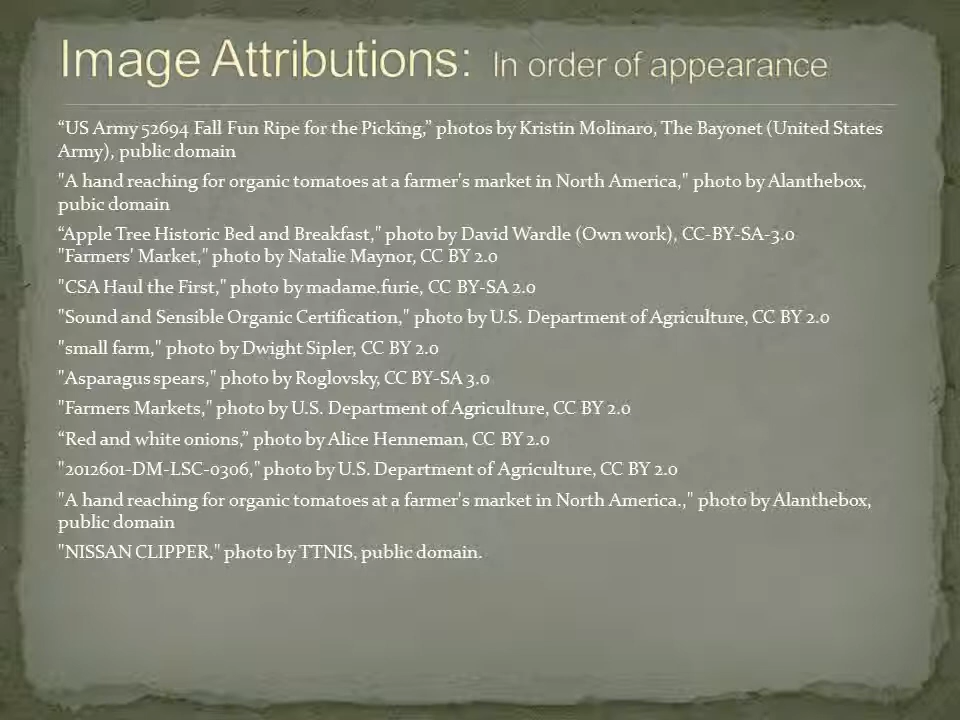 Image Attributions: In order of appearance
“US Army 52694 Fall Fun Ripe for the Picking,” photos by Kristin Molinaro, The Bayonet (United States
Army), public domain
"A hand reaching for organic tomatoes at a farmer's market in North America," photo by Alanthebox,
pubic domain
“Apple Tree Historic Bed and Breakfast," photo by David Wardle (Own work), CC-BY-SA-3.0
"Farmers' Market," photo by Natalie Maynor, CC BY 2.0
"CSA Haul the First," photo by madame.furie, CC BY-SA 2.0
"Sound and Sensible Organic Certification," photo by U.S. Department of Agriculture, CC BY 2.0
"small farm," photo by Dwight Sipler, CC BY 2.0
"Asparagus spears," photo by Roglovsky, CC BY-SA 3.0
"Farmers Markets," photo by U.S. Department of Agriculture, CC BY 2.0
“Red and white onions,” photo by Alice Henneman, CC BY 2.0
"2012601-DM-LSC-0306," photo by U.S. Department of Agriculture, CC BY 2.0
"A hand reaching for organic tomatoes at a farmer's market in North America.," photo by Alanthebox,
public domain
"NISSAN CLIPPER," photo by TTNIS, public domain.